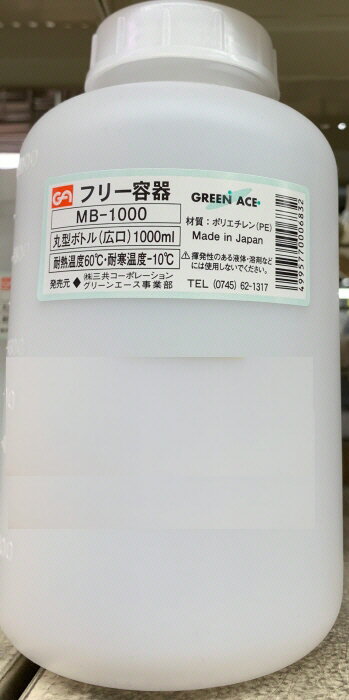 GA フリー容器
MB-1000
丸型ボトル(広口)1000ml
耐熱温度60℃・耐寒温度-10℃
発売元 ◆ ㈱三共コーポレーション
グリーンエース事業部
GREEN ACE
材質:ポリエチレン(PE)
Made in Japan
⚠揮発性のある液体・溶剤など
には使用しないでください。
TEL (0745) 62-1317
4995770006832